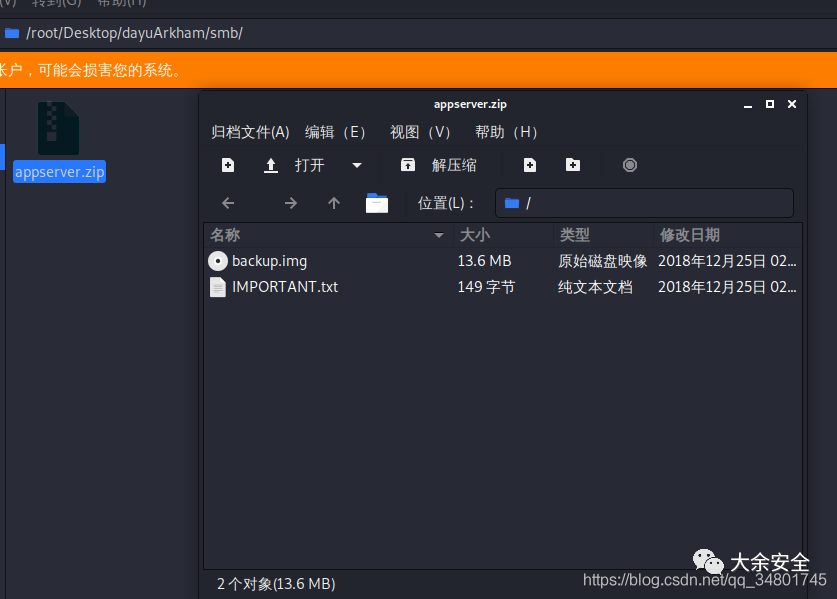 转到(G) 帮助(H)
/root/Desktop/dayuArkham/smb/
帐户，可能会损害您的系统。
appserver.zip
appserver.zip
归档文件(A) 编辑（E） 视图（V） 帮助（H）
打开 解压缩
位置(L)： /
名称 大小 类型 修改日期
backup.img 13.6 MB 原始磁盘映像 2018年12月25日 02...
IMPORTANT.txt 149 字节 纯文本文档 2018年12月25日 02...
大余安全
https://blog.csdn.net/qq_34801745
2 个对象(13.6 MB)